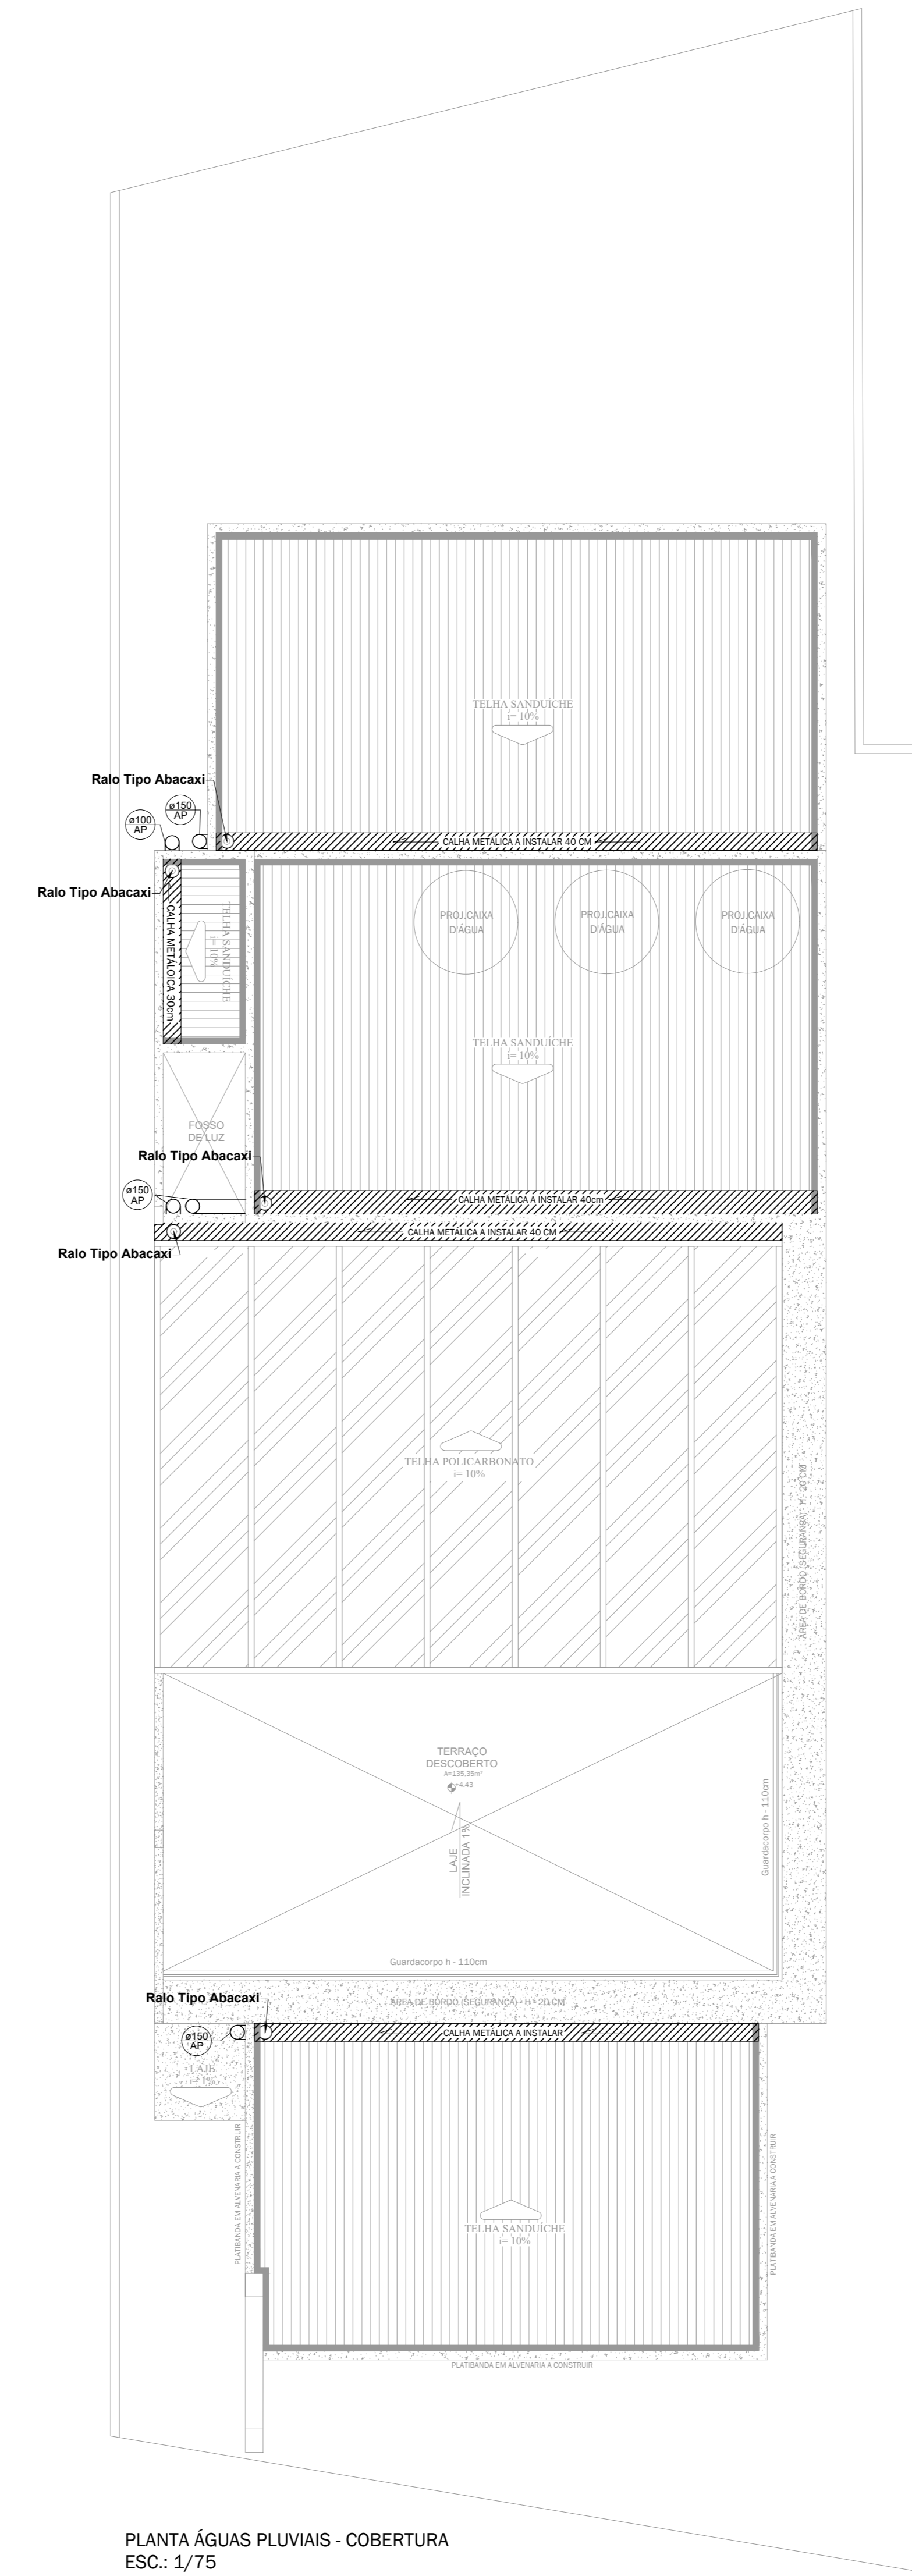 TELHA SANDUÍCHE
i= 10%
Ralo Tipo Abacaxi
ø150
AP
ø100
AP
CALHA METÁLICA A INSTALAR 40 CM
Ralo Tipo Abacaxi
CALHA METÁLOICA 30cm
TELHA SANDUÍCHE
i= 10%
PROJ.CAIXA
D'ÁGUA
PROJ.CAIXA
D'ÁGUA
PROJ.CAIXA
D'ÁGUA
TELHA SANDUÍCHE
i= 10%
FOSSO
DE LUZ
Ralo Tipo Abacaxi
ø150
AP
CALHA METÁLICA A INSTALAR 40cm
CALHA METÁLICA A INSTALAR 40 CM
Ralo Tipo Abacaxi
TELHA POLICARBONATO
i= 10%
ÁREA DE BORDO (SEGURANÇA) - H - 20 CM
TERRAÇO
DESCOBERTO
A=135,35m²
+4.43
LAJE
INCLINADA 1%
Guardacorpo h - 110cm
Guardacorpo h - 110cm
Ralo Tipo Abacaxi
ÁREA DE BORDO (SEGURANÇA) - H - 20 CM
ø150
AP
CALHA METÁLICA A INSTALAR
LAJE
i= 1%
PLATIBANDA EM ALVENARIA A CONSTRUIR
PLATIBANDA EM ALVENARIA A CONSTRUIR
TELHA SANDUÍCHE
i= 10%
PLATIBANDA EM ALVENARIA A CONSTRUIR
PLANTA ÁGUAS PLUVIAIS - COBERTURA
ESC.: 1/75